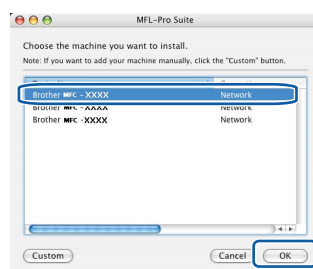 MFL-Pro Suite
Choose the machine you want to install.
Note: If you want to add your machine manually, click the "Custom" button.
Brother MFC - XXXX Network
Brother MFC - XXXX Network
Brother MFC - XXXX Network
Custom Cancel OK